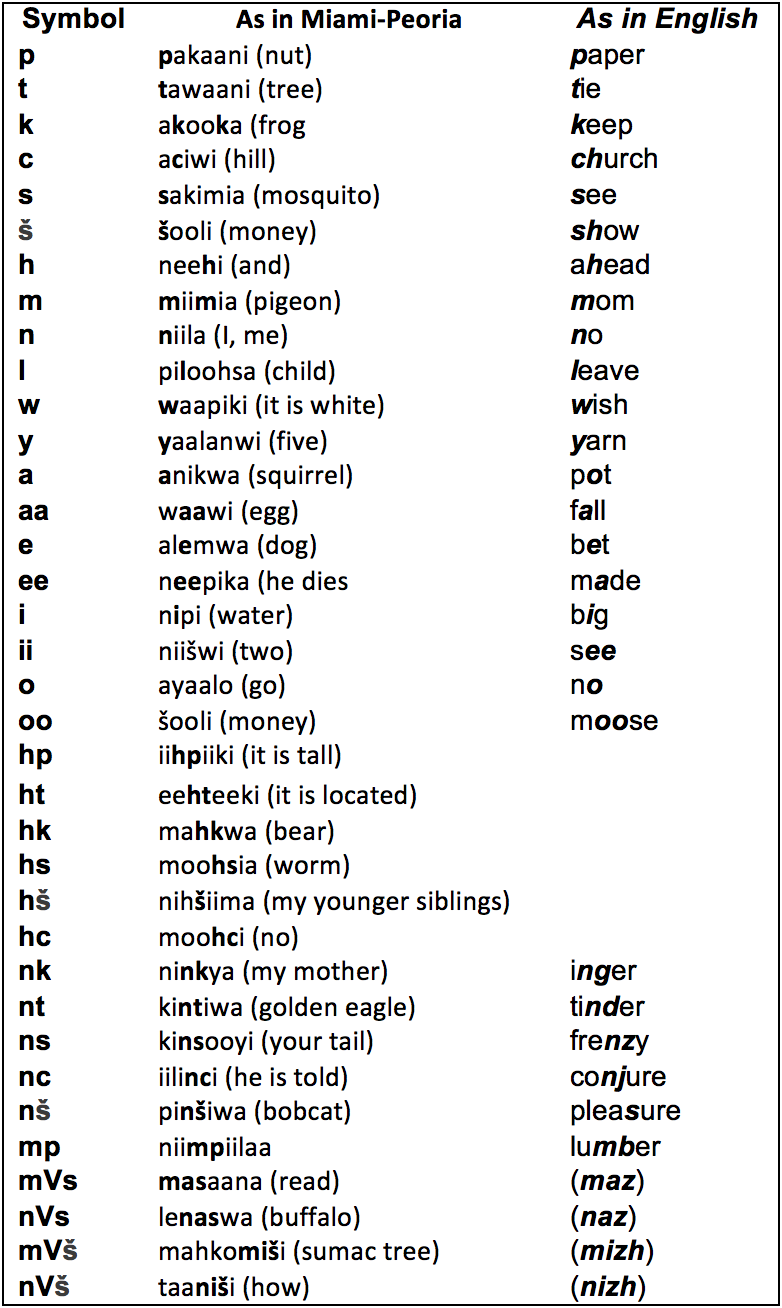 Symbol As in Miami-Peoria As in English
p pakaani (nut) paper
t tawaani (tree) tie
k akooka (frog keep
c aciwi (hill) church
s sakimia (mosquito) see
š šooli (money) show
h neehi (and) ahead
m miimia (pigeon) mom
n niila (I, me) no
l piloohsa (child) leave
w waapiki (it is white) wish
y yaalanwi (five) yarn
a anikwa (squirrel) pot
aa waawi (egg) fall
e alemwa (dog) bet
ee neepika (he dies made
i nipi (water) big
ii niišwi (two) see
o ayaalo (go) no
oo šooli (money) moose
hp iihpiiki (it is tall)
ht eehteeki (it is located)
hk mahkwa (bear)
hs moohsia (worm)
hš nihšiima (my younger siblings)
hc moohci (no)
nk ninkya (my mother) inger
nt kintiwa (golden eagle) tinder
ns kinsooyi (your tail) frenzy
nc iilinci (he is told) conjure
nš pinšiwa (bobcat) pleasure
mp niimpiilaa lumber
mVs masaana (read) (maz)
nVs lenaswa (buffalo) (naz)
mVš mahkomiši (sumac tree) (mizh)
nVš taaniši (how) (nizh)